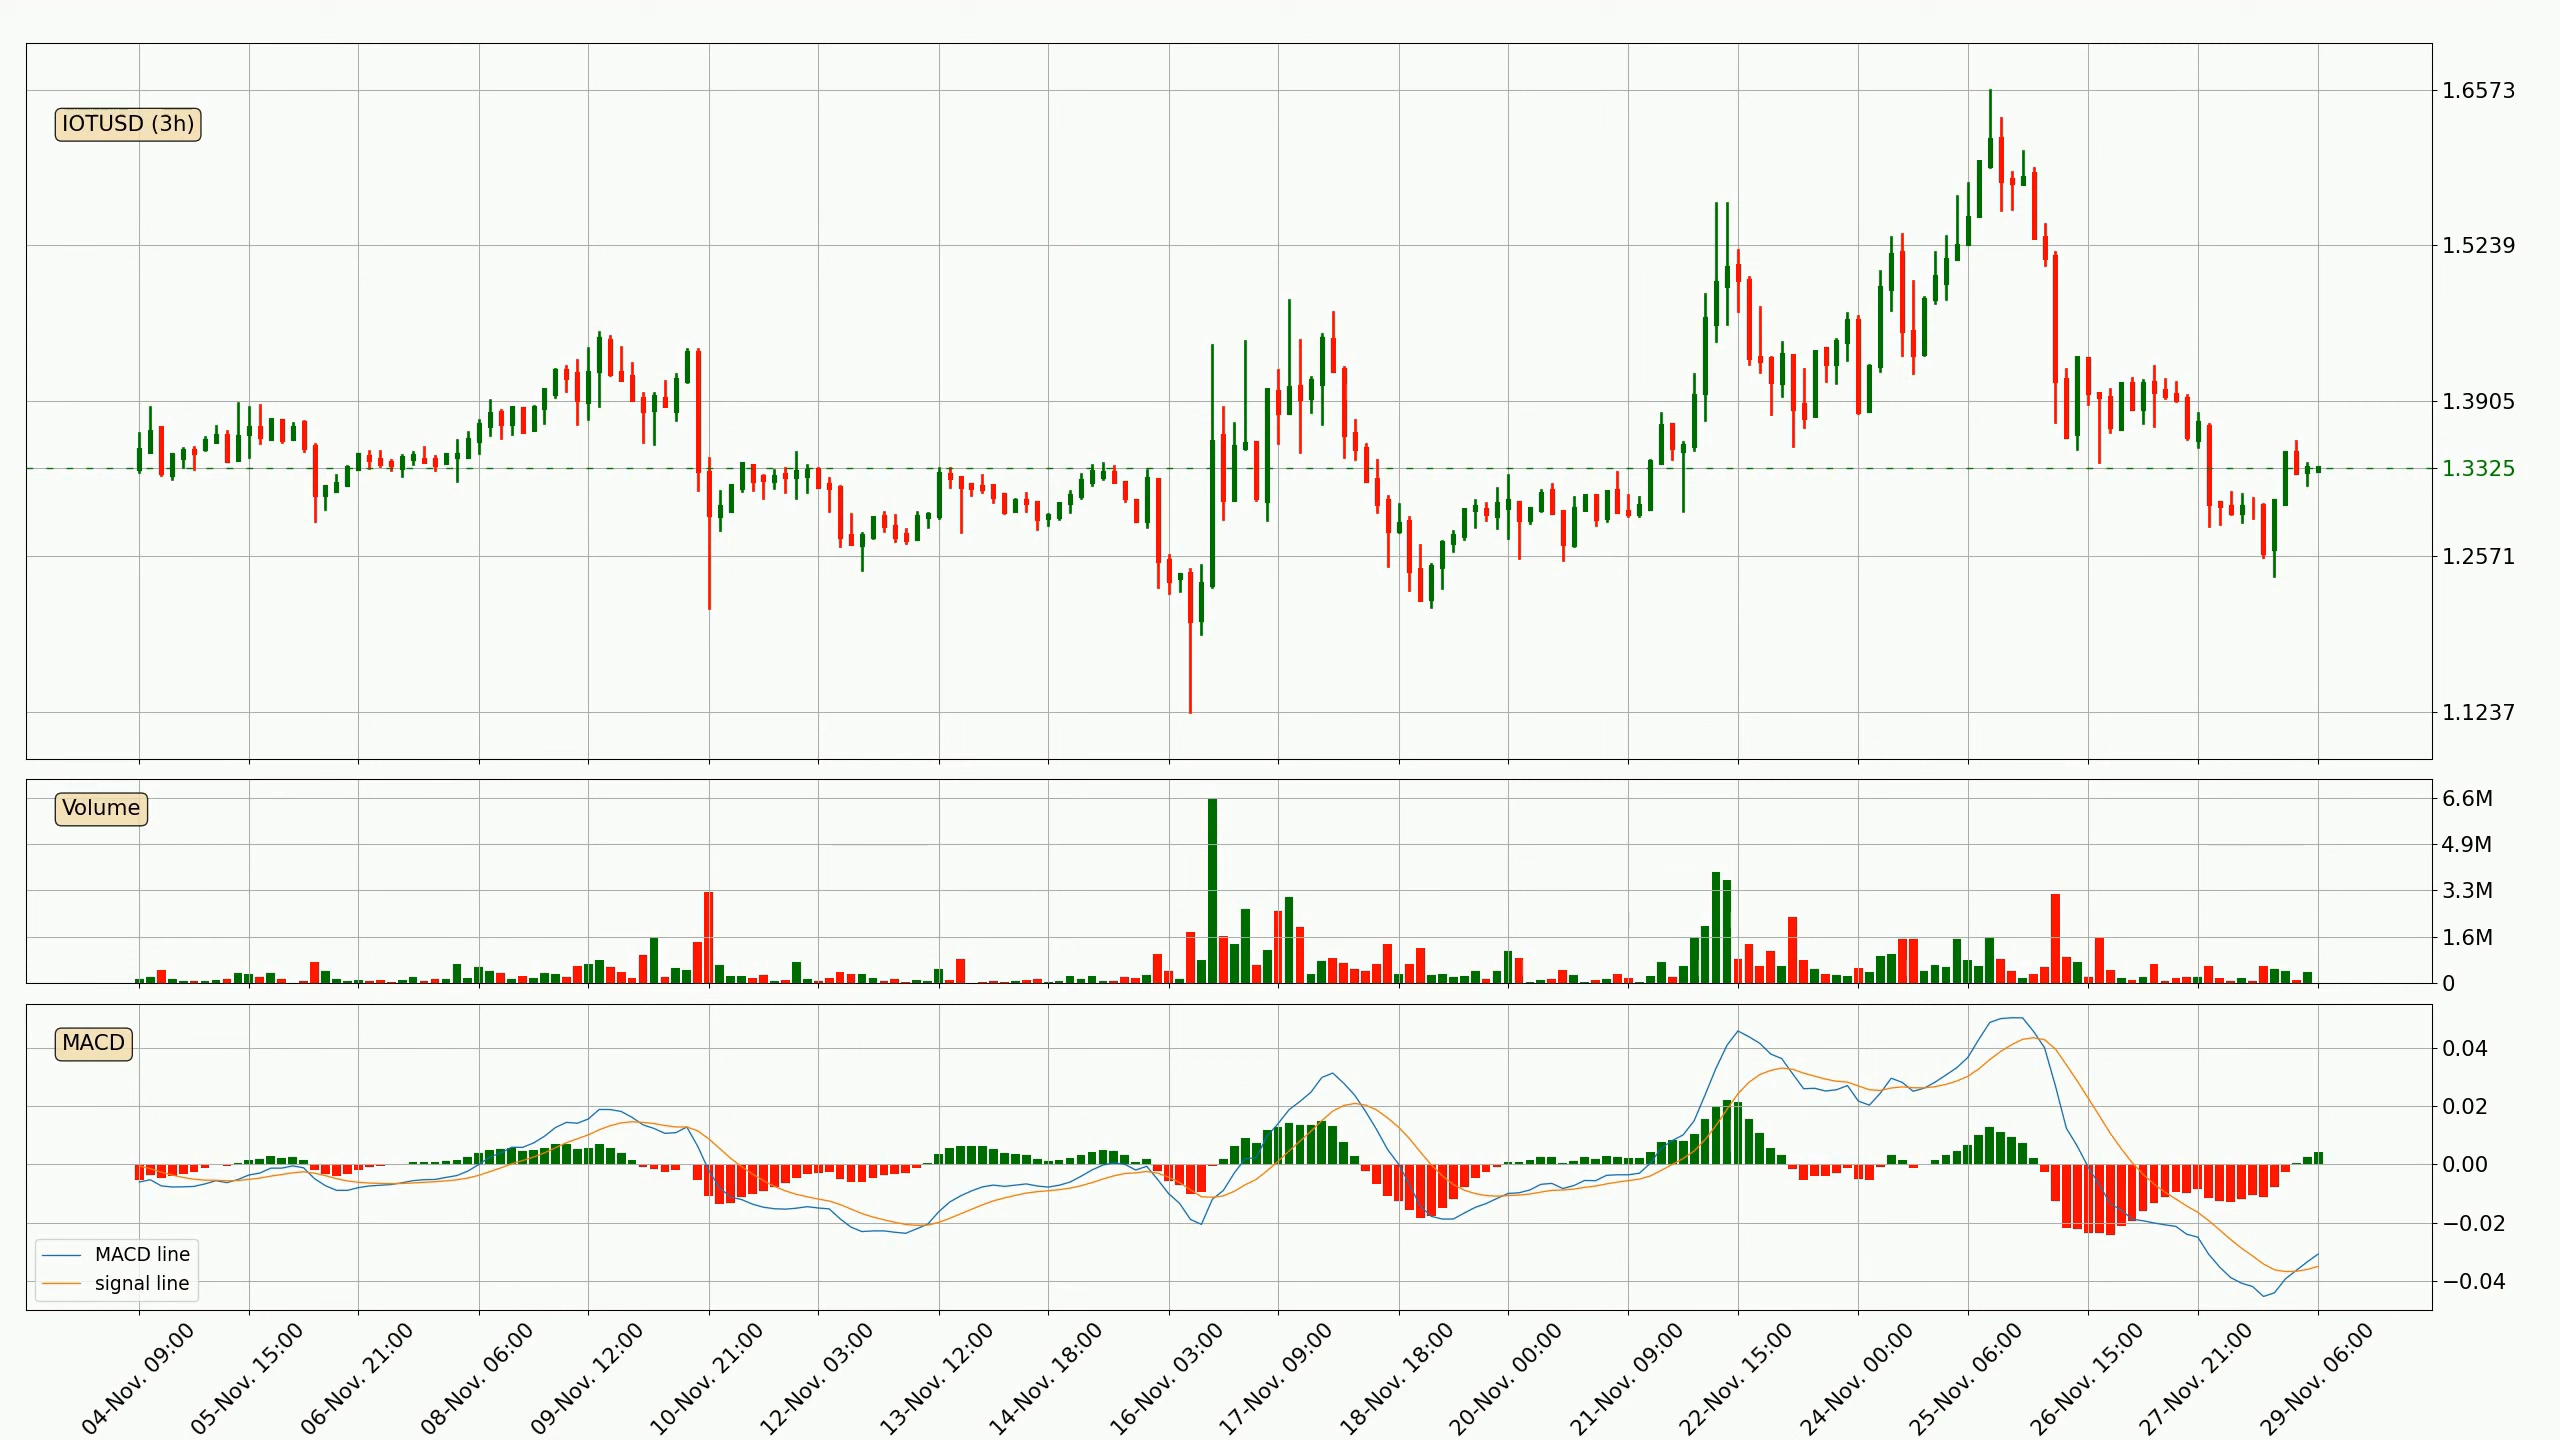 IOTUSD (3h)
1.6573
1.5239
1.3905
1.3325
1.2571
1.1237
Volume
6.6M
4.9M
3.3M
1.6M
0
MACD
0.04
0.02
0.00
−0.02
−0.04
MACD line
signal line
04-Nov. 09:00
05-Nov. 15:00
06-Nov. 21:00
08-Nov. 06:00
09-Nov. 12:00
10-Nov. 21:00
12-Nov. 03:00
13-Nov. 12:00
14-Nov. 18:00
16-Nov. 03:00
17-Nov. 09:00
18-Nov. 18:00
20-Nov. 00:00
21-Nov. 09:00
22-Nov. 15:00
24-Nov. 00:00
25-Nov. 06:00
26-Nov. 15:00
27-Nov. 21:00
29-Nov. 06:00